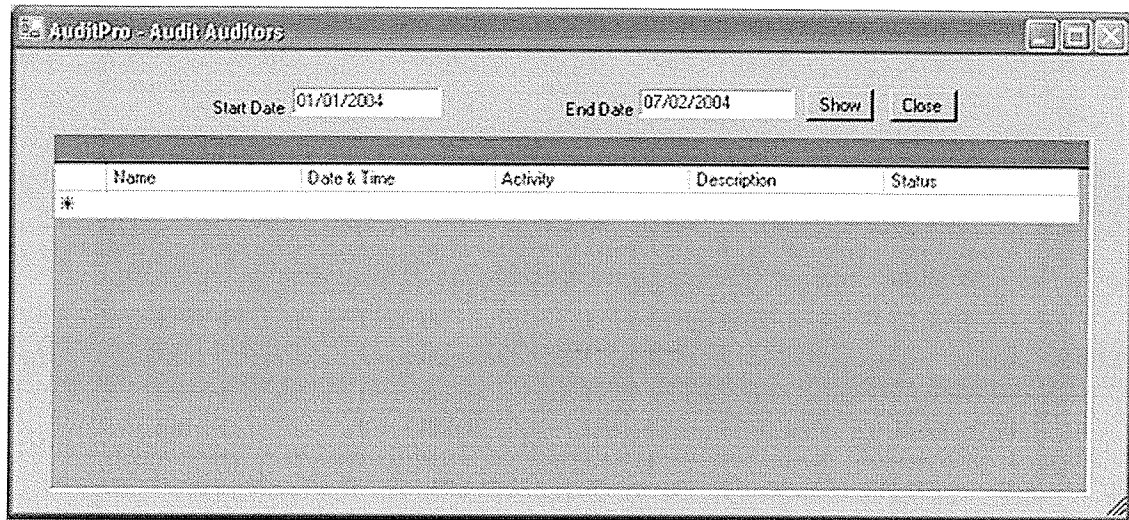 AuditPro - Audit Auditors
Start Date 01/01/2004 End Date 07/02/2004 Show Close
Name Date & Time Activity Description Status